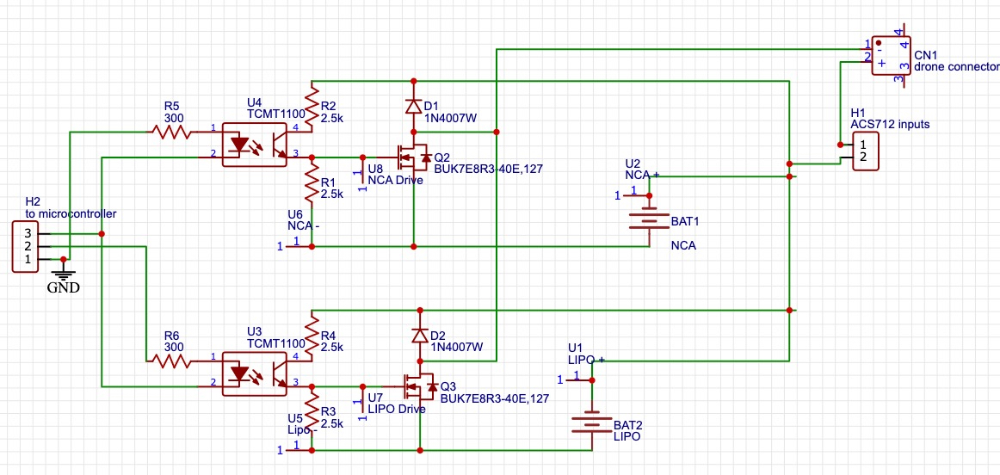 4
1
2
-
+
4
3
3
CN1
drone connector
H1
ACS712 inputs
1
2
R5
300
U4
TCMT1100
1
2
4
3
R2
2.5k
D1
1N4007W
Q2
BUK7E8R3-40E,127
U8
NCA Drive
1
1
R1
2.5k
U6
NCA -
1
1
U2
NCA +
1
1
BAT1
NCA
H2
to microcontroller
3
2
1
GND
R6
300
U3
TCMT1100
1
2
4
3
R4
2.5k
D2
1N4007W
Q3
BUK7E8R3-40E,127
U7
LIPO Drive
1
1
R3
2.5k
U5
Lipo -
1
1
U1
LIPO +
1
1
BAT2
LIPO